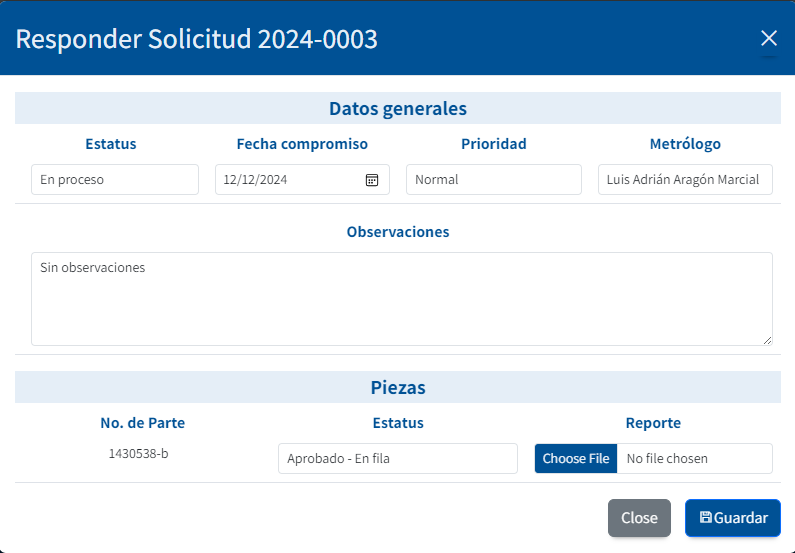 Responder Solicitud 2024-0003
Datos generales
Estatus Fecha compromiso Prioridad Metrólogo
En proceso 12/12/2024 Normal Luis Adrián Aragón Marcial
Observaciones
Sin observaciones
Piezas
No. de Parte Estatus Reporte
1430538-b Aprobado - En fila Choose File No file chosen
Close Guardar